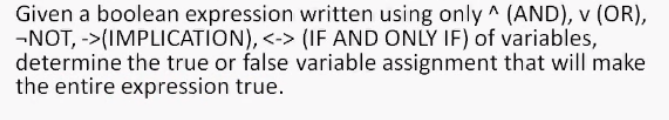 Given a boolean expression written using only ^ (AND), v (OR),
¬NOT, ->(IMPLICATION), <-> (IF AND ONLY IF) of variables,
determine the true or false variable assignment that will make
the entire expression true.